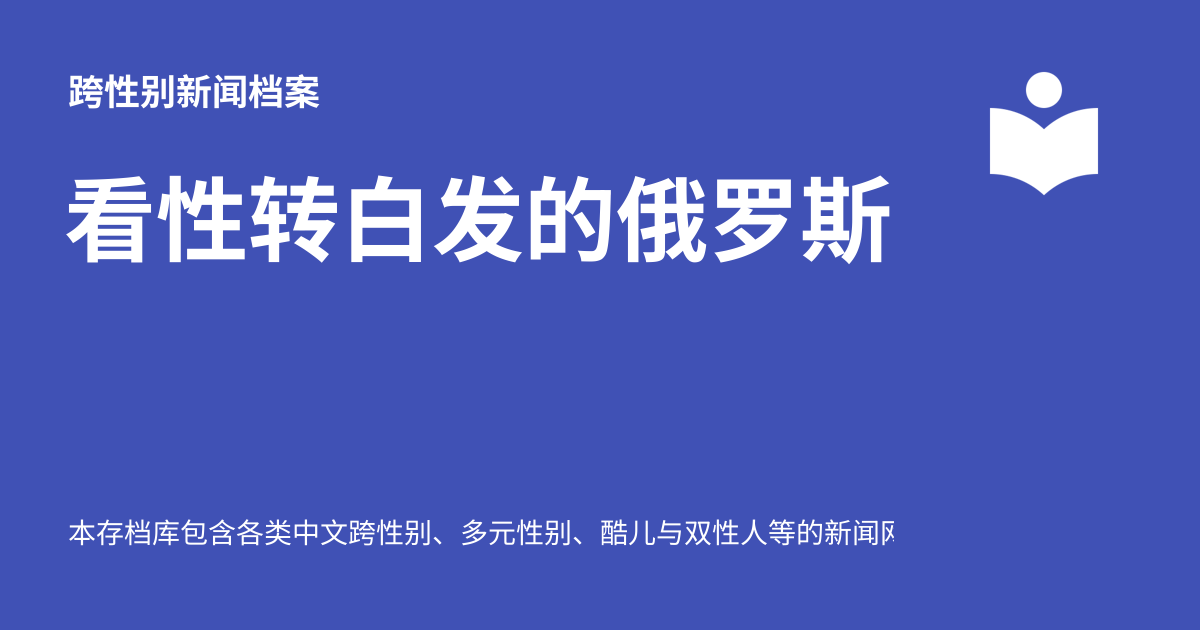 跨性别新闻档案
看性转白发的俄罗斯
本存档库包含各类中文跨性别、多元性别、酷儿与双性人等的新闻